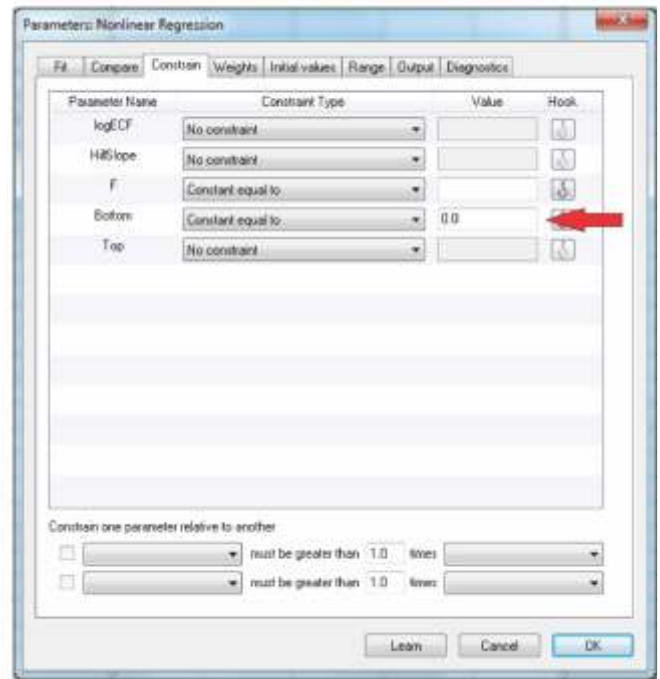 Parameters: Nonlinear Regression
Fit Compare Constrain Weights Initial values Range Output Diagnostics
Parameter Name Constraint Type Value Hook
logECF No constraint
HillSlope No constraint
F Constant equal to
Bottom Constant equal to 0.0
Top No constraint
Constrain one parameter relative to another
must be greater than 1.0 times
must be greater than 1.0 times
Learn Cancel OK